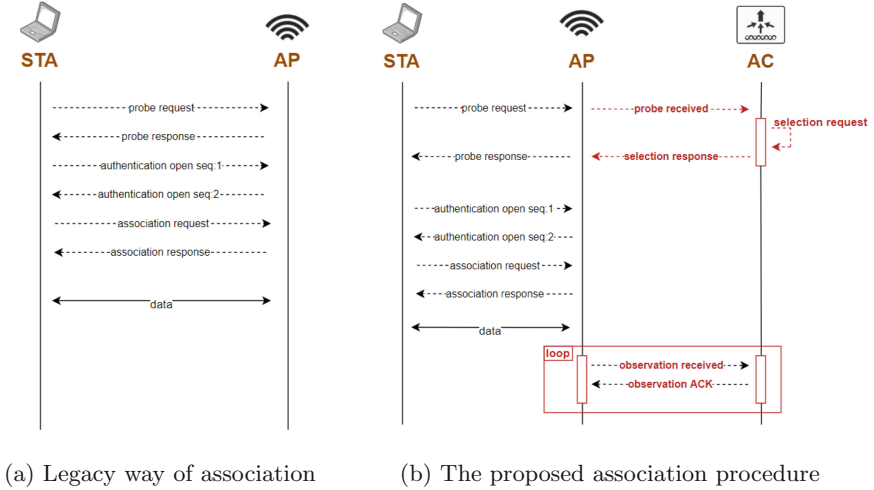 STA
AP
probe request
probe response
authentication open seq:1
authentication open seq:2
association request
association response
data
(a) Legacy way of association
STA
AP
AC
probe request
probe received
selection request
probe response
selection response
authentication open seq:1
authentication open seq:2
association request
association response
data
loop
observation received
observation ACK
(b) The proposed association procedure